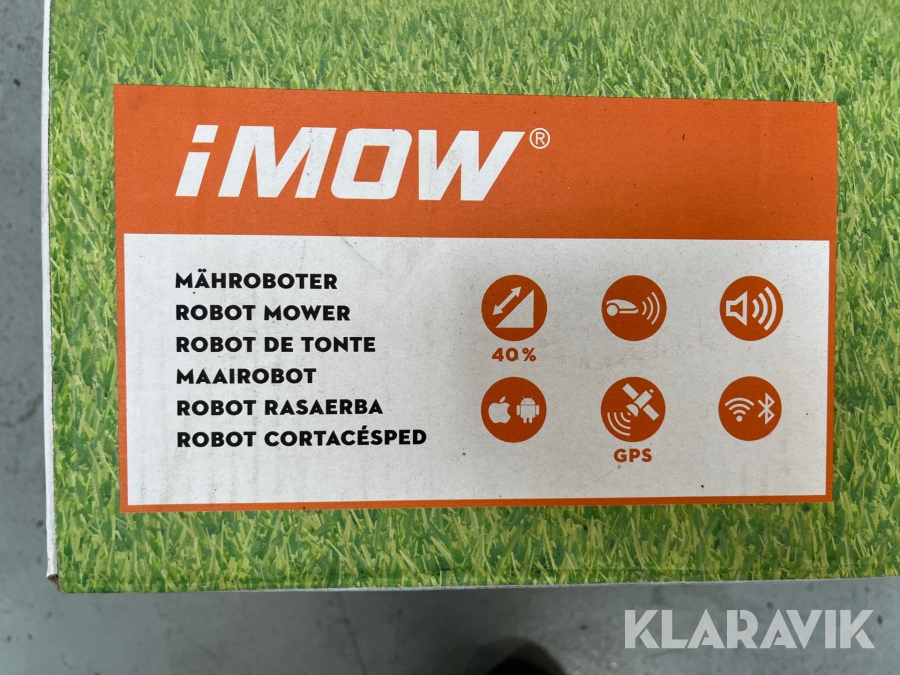 iMOW®
MÄHROBOTER
ROBOT MOWER
ROBOT DE TONTE
MAAIROBOT
ROBOT RASAERBA
ROBOT CORTACÉSPED
40%
GPS
KLARAVIK